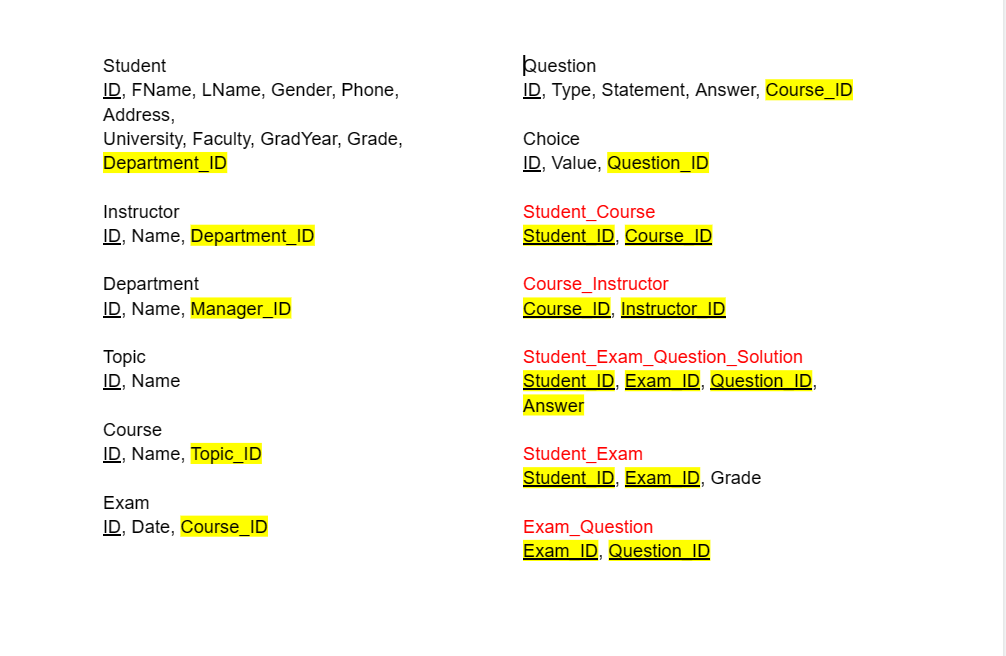 Student
ID, FName, LName, Gender, Phone,
Address,
University, Faculty, GradYear, Grade,
Department_ID
Instructor
ID, Name, Department_ID
Department
ID, Name, Manager_ID
Topic
ID, Name
Course
ID, Name, Topic_ID
Exam
ID, Date, Course_ID
Question
ID, Type, Statement, Answer, Course_ID
Choice
ID, Value, Question_ID
Student_Course
Student_ID, Course_ID
Course_Instructor
Course_ID, Instructor_ID
Student_Exam_Question_Solution
Student_ID, Exam_ID, Question_ID,
Answer
Student_Exam
Student_ID, Exam_ID, Grade
Exam_Question
Exam_ID, Question_ID